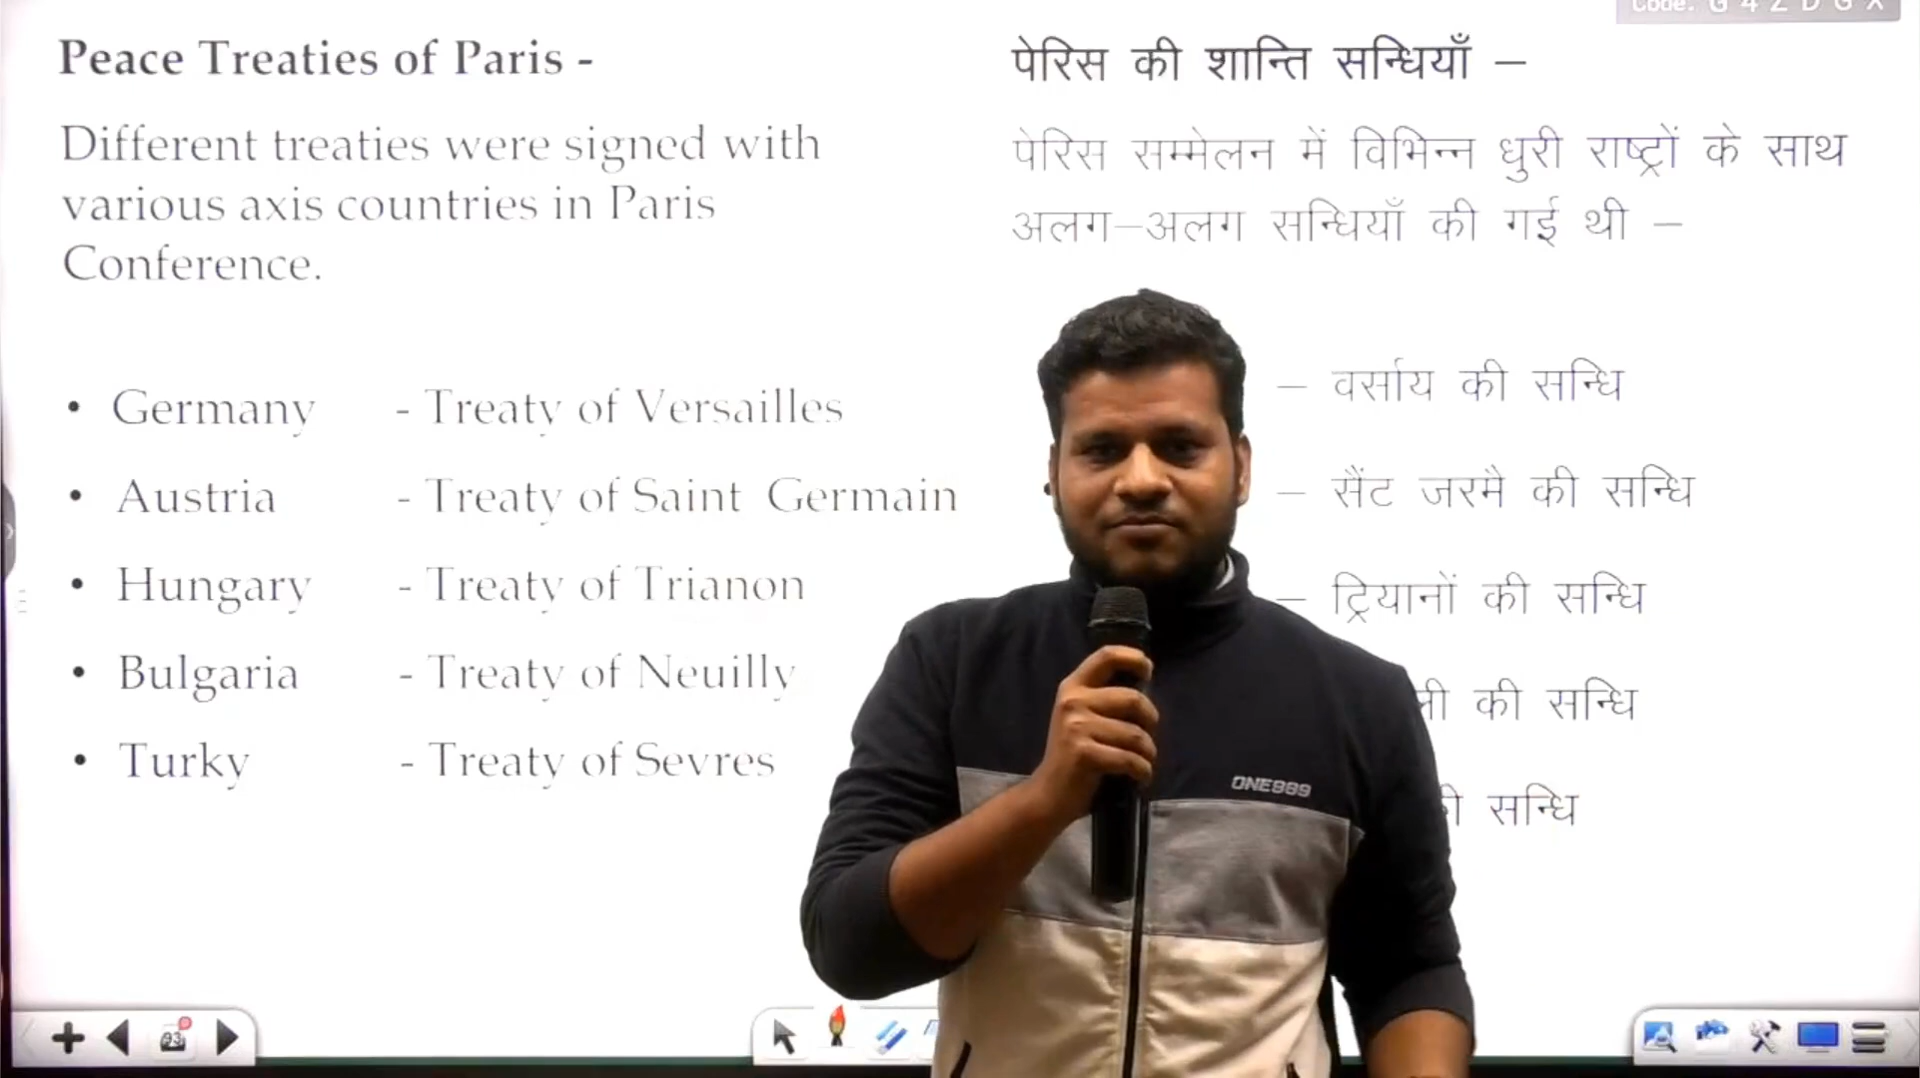 Peace Treaties of Paris -
Different treaties were signed with
various axis countries in Paris
Conference.
• Germany - Treaty of Versailles
• Austria - Treaty of Saint Germain
• Hungary - Treaty of Trianon
• Bulgaria - Treaty of Neuilly
• Turky - Treaty of Sevres
पेरिस की शान्ति सन्धियाँ –
पेरिस सम्मेलन में विभिन्न धुरी राष्ट्रों के साथ
अलग–अलग सन्धियाँ की गई थी –
– वर्साय की सन्धि
– सैंट जरमै की सन्धि
– ट्रियानों की सन्धि
की सन्धि
सन्धि
ONE889
93